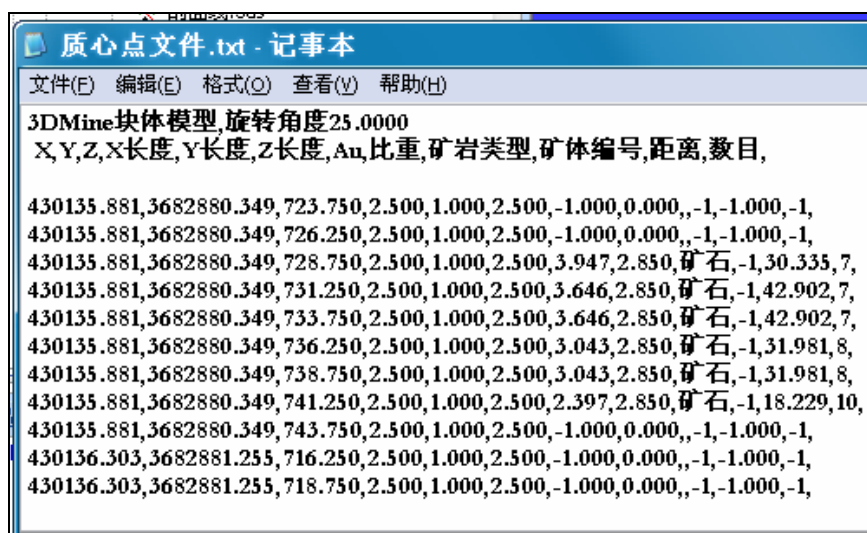 质心点文件.txt - 记事本
文件(F) 编辑(E) 格式(O) 查看(V) 帮助(H)
3DMine块体模型,旋转角度25.0000
X,Y,Z,X长度,Y长度,Z长度,Au,比重,矿岩类型,矿体编号,距离,数目,
430135.881,3682880.349,723.750,2.500,1.000,2.500,-1.000,0.000,,-1,-1.000,-1,
430135.881,3682880.349,726.250,2.500,1.000,2.500,-1.000,0.000,,-1,-1.000,-1,
430135.881,3682880.349,728.750,2.500,1.000,2.500,3.947,2.850,矿石,-1,30.335,7,
430135.881,3682880.349,731.250,2.500,1.000,2.500,3.646,2.850,矿石,-1,42.902,7,
430135.881,3682880.349,733.750,2.500,1.000,2.500,3.646,2.850,矿石,-1,42.902,7,
430135.881,3682880.349,736.250,2.500,1.000,2.500,3.043,2.850,矿石,-1,31.981,8,
430135.881,3682880.349,738.750,2.500,1.000,2.500,3.043,2.850,矿石,-1,31.981,8,
430135.881,3682880.349,741.250,2.500,1.000,2.500,2.397,2.850,矿石,-1,18.229,10,
430135.881,3682880.349,743.750,2.500,1.000,2.500,-1.000,0.000,,-1,-1.000,-1,
430136.303,3682881.255,716.250,2.500,1.000,2.500,-1.000,0.000,,-1,-1.000,-1,
430136.303,3682881.255,718.750,2.500,1.000,2.500,-1.000,0.000,,-1,-1.000,-1,